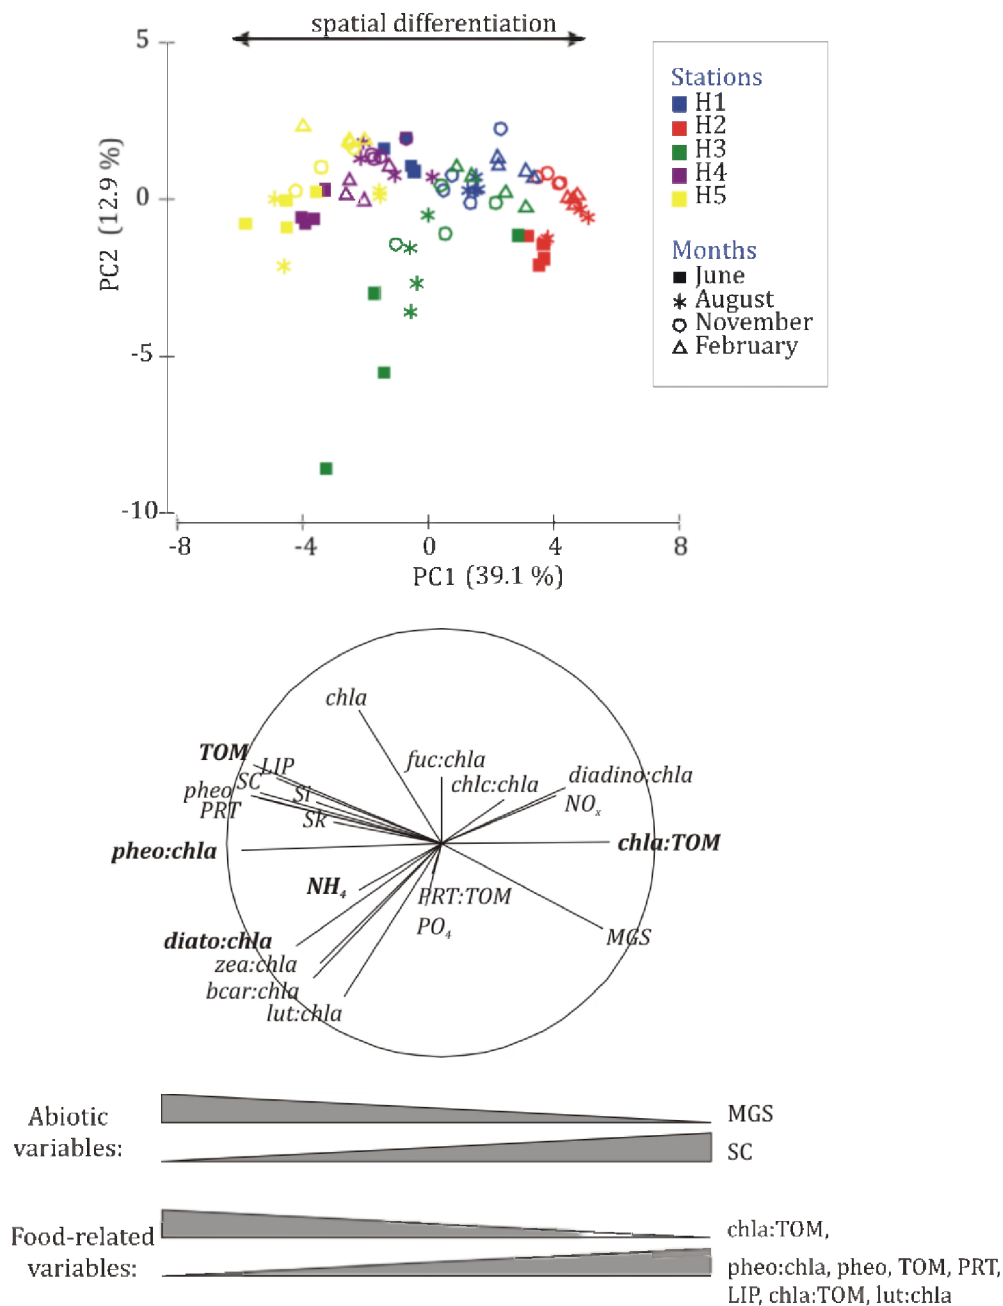 spatial differentiation
5
0
-5
-10
PC2 (12.9 %)
-8 -4 0 4 8
PC1 (39.1 %)
Stations
H1
H2
H3
H4
H5
Months
June
August
November
February
chla
TOM
LIP
fuc:chla
SC
chlc:chla
diadino:chla
pheo
Si
NOx
PRT
Sk
pheo:chla
chla:TOM
NH4
PRT:TOM
PO4
MGS
diato:chla
zea:chla
bcar:chla
lut:chla
Abiotic
variables:
MGS
SC
Food-related
variables:
chla:TOM,
pheo:chla, pheo, TOM, PRT,
LIP, chla:TOM, lut:chla